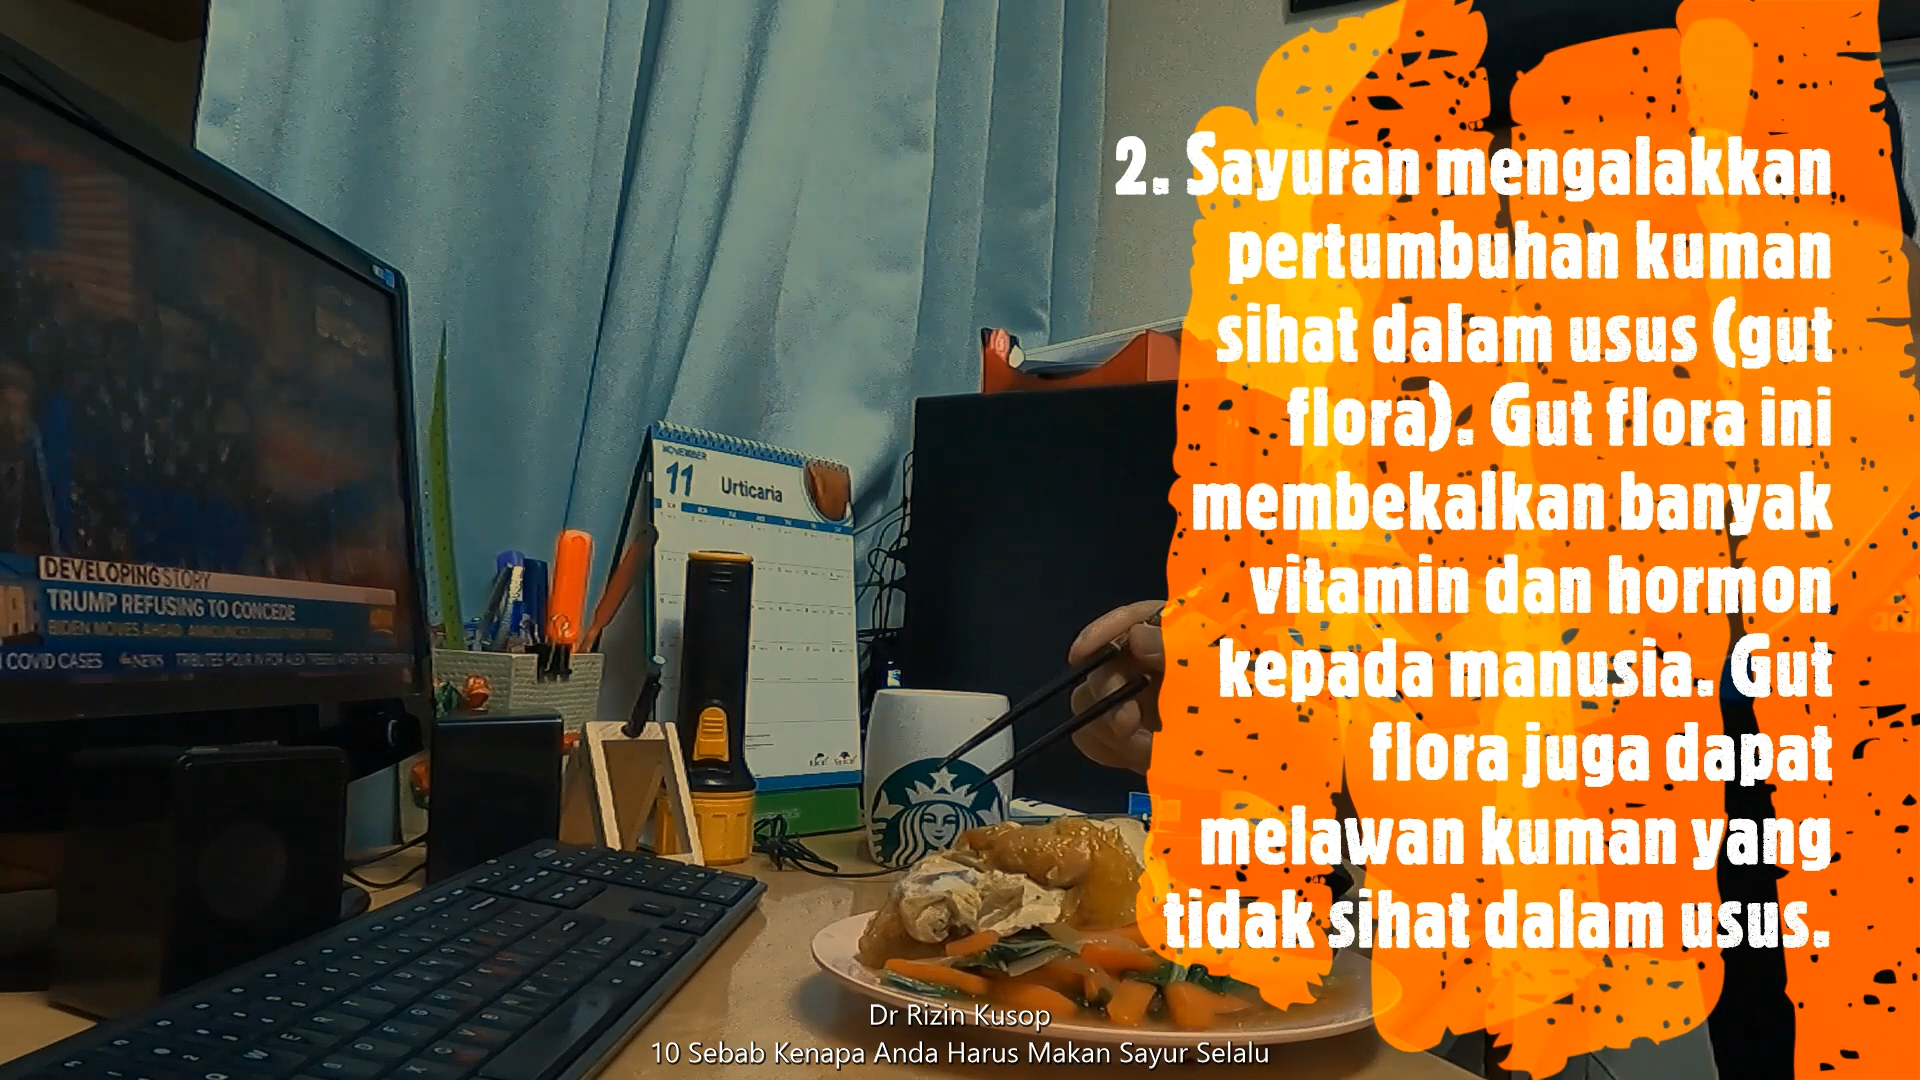 2. Sayuran mengalakkan
pertumbuhan kuman
sihat dalam usus (gut
flora). Gut flora ini
membekalkan banyak
vitamin dan hormon
kepada manusia. Gut
flora juga dapat
melawan kuman yang
tidak sihat dalam usus.
NOVEMBER
11 Urticaria
DEVELOPING STORY
TRUMP REFUSING TO CONCEDE
COVID CASES
Dr Rizin Kusop
10 Sebab Kenapa Anda Harus Makan Sayur Selalu